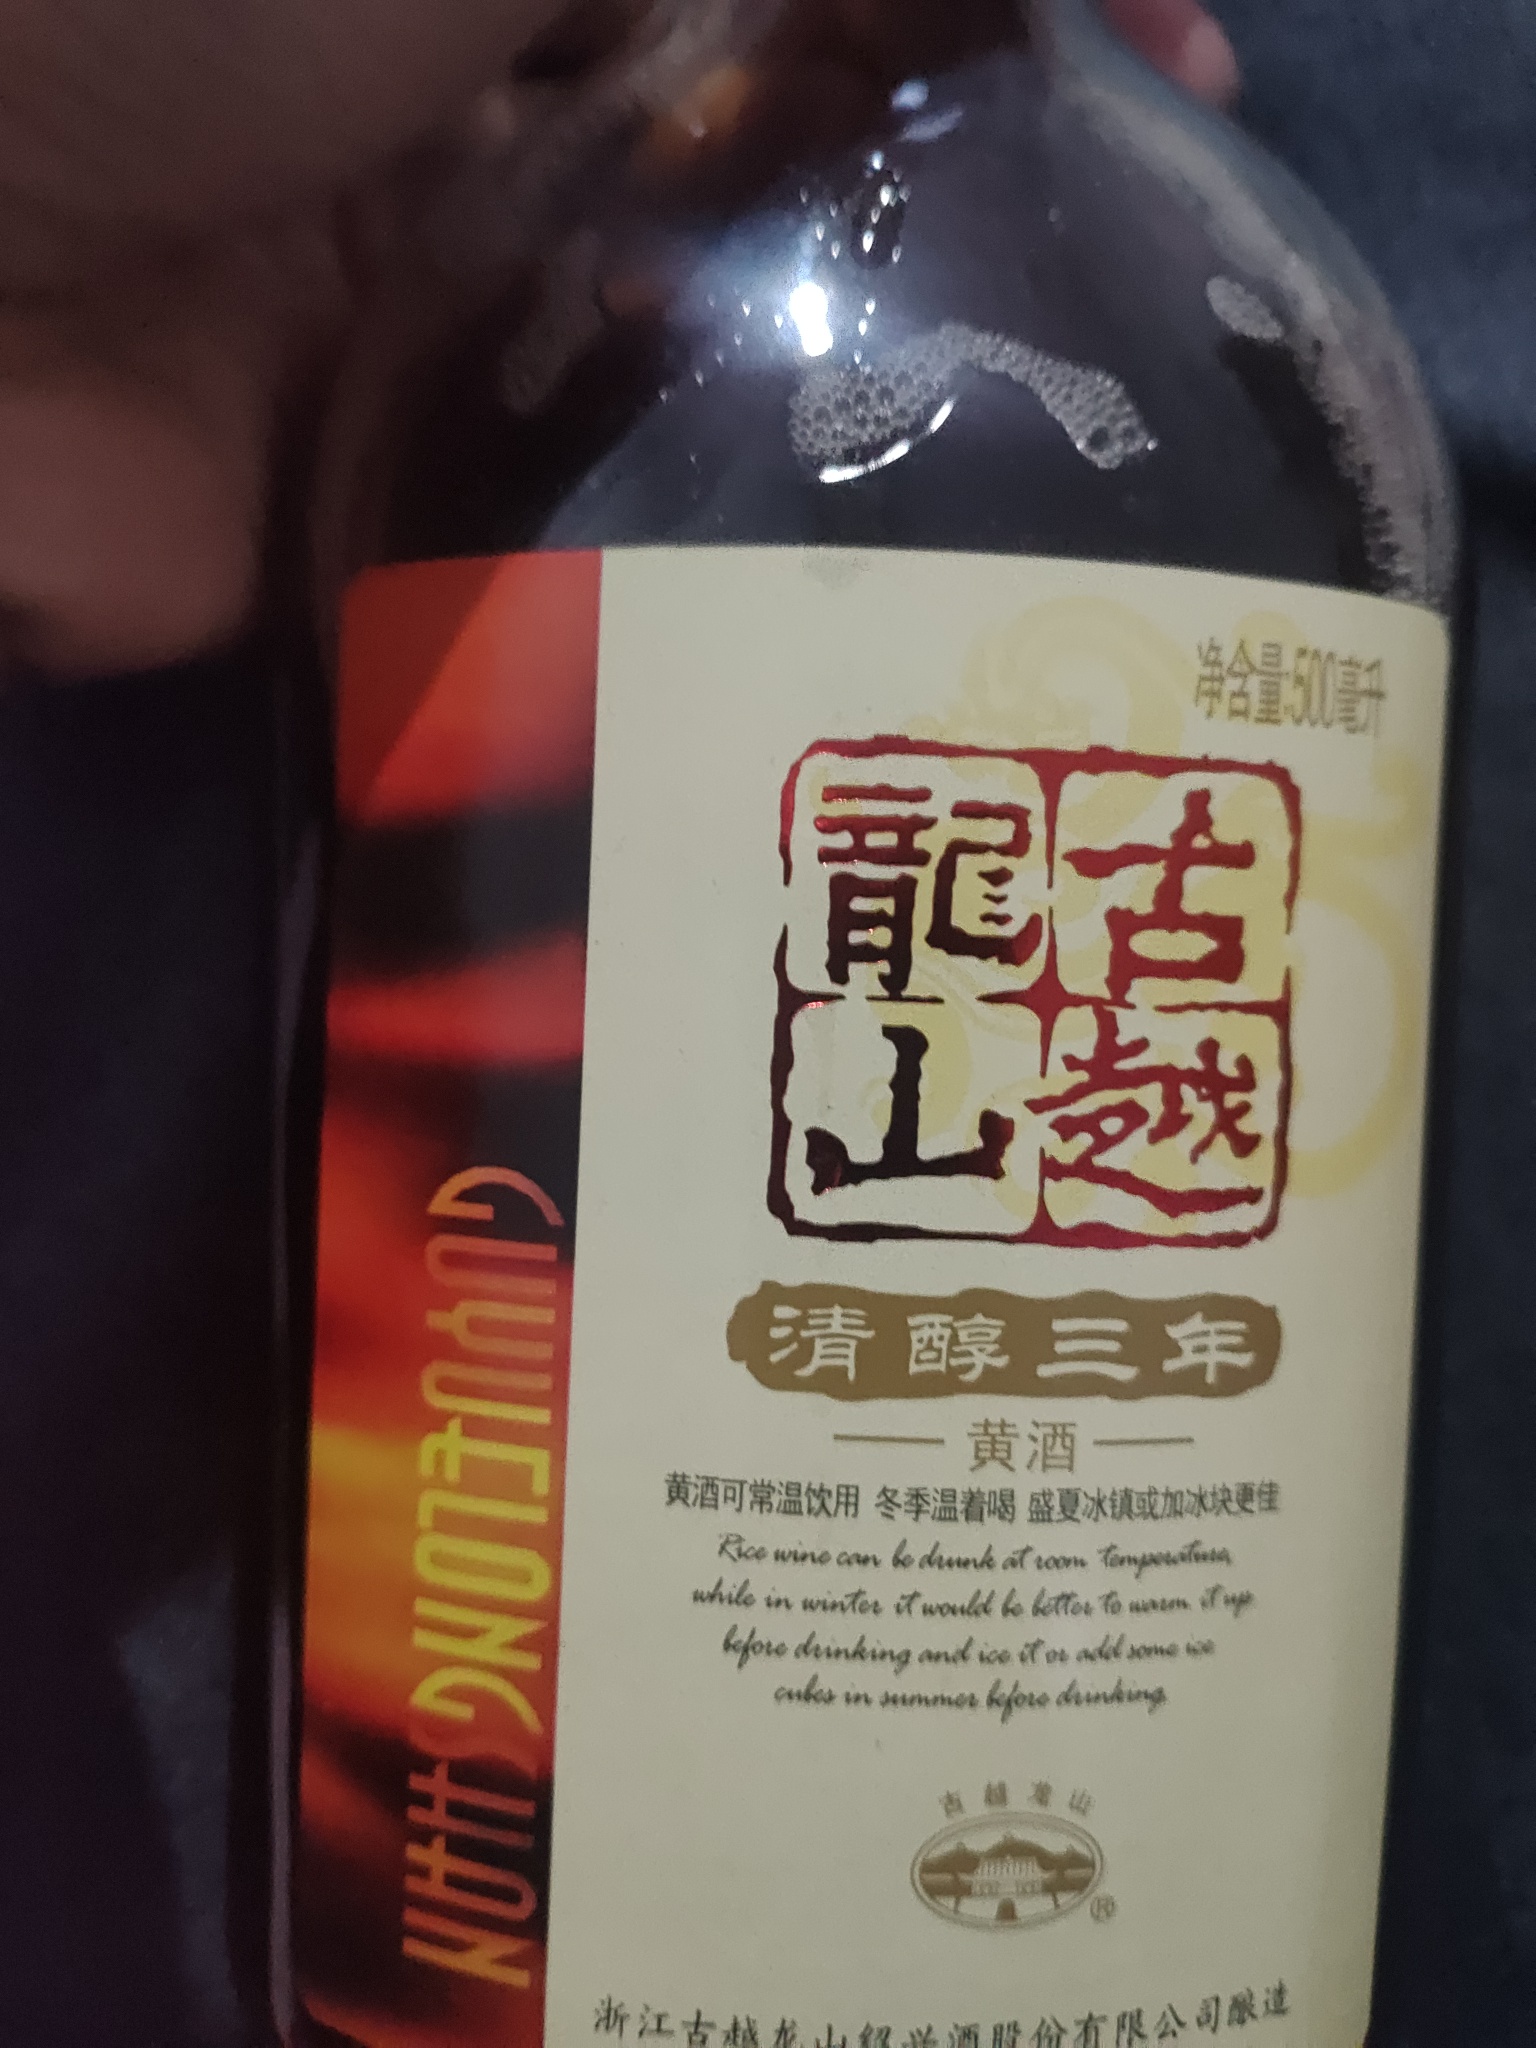 净含量:500毫升
古越
龍山
清醇三年
黄酒
黄酒可常温饮用 冬季温着喝 盛夏冰镇或加冰块更佳
Rice wine can be drunk at room temperature,
while in winter it would be better to warm it up
before drinking and ice it or add some ice
cubes in summer before drinking.
古越龙山
®
浙江古越龙山绍兴酒股份有限公司酿造
GUYUELONGSHAN